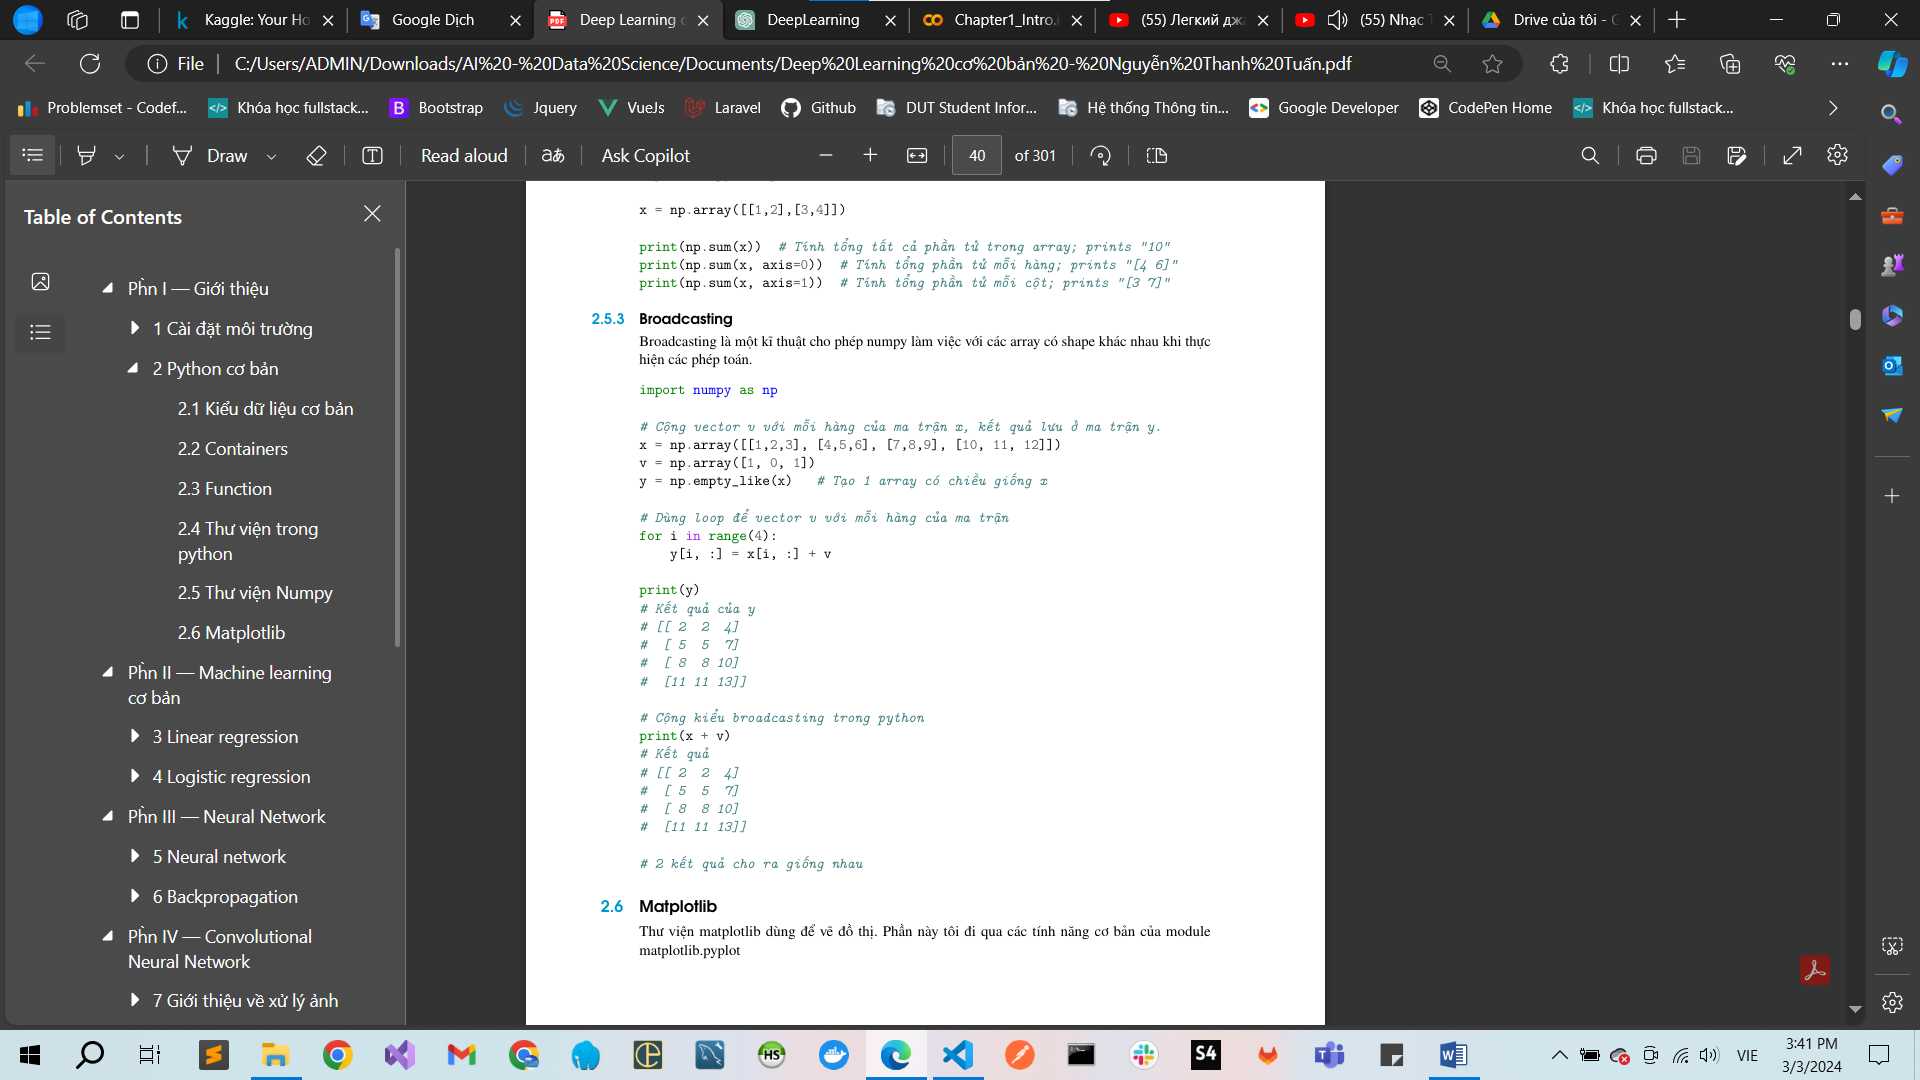 Kaggle: Your Ho
Google Dịch
Deep Learning c
DeepLearning
Chapter1_Intro.i
(55) Легкий джа
(55) Nhạc T
Drive của tôi - G
File
C:/Users/ADMIN/Downloads/AI%20-%20Data%20Science/Documents/Deep%20Learning%20cơ%20bản%20-%20Nguyễn%20Thanh%20Tuấn.pdf
Problemset - Codef...
Khóa học fullstack...
Bootstrap
Jquery
VueJs
Laravel
Github
DUT Student Infor...
Hệ thống Thông tin...
Google Developer
CodePen Home
Khóa học fullstack...
Draw
Read aloud
aあ
Ask Copilot
40 of 301
Table of Contents
Phn I — Giới thiệu
1 Cài đặt môi trường
2 Python cơ bản
2.1 Kiểu dữ liệu cơ bản
2.2 Containers
2.3 Function
2.4 Thư viện trong
python
2.5 Thư viện Numpy
2.6 Matplotlib
Phn II — Machine learning
cơ bản
3 Linear regression
4 Logistic regression
Phn III — Neural Network
5 Neural network
6 Backpropagation
Phn IV — Convolutional
Neural Network
7 Giới thiệu về xử lý ảnh
x = np.array([[1,2],[3,4]])
print(np.sum(x))  # Tính tổng tất cả phần tử trong array; prints "10"
print(np.sum(x, axis=0))  # Tính tổng phần tử mỗi hàng; prints "[4 6]"
print(np.sum(x, axis=1))  # Tính tổng phần tử mỗi cột; prints "[3 7]"
2.5.3 Broadcasting
Broadcasting là một kĩ thuật cho phép numpy làm việc với các array có shape khác nhau khi thực
hiện các phép toán.
import numpy as np
# Cộng vector v với mỗi hàng của ma trận x, kết quả lưu ở ma trận y.
x = np.array([[1,2,3], [4,5,6], [7,8,9], [10, 11, 12]])
v = np.array([1, 0, 1])
y = np.empty_like(x)   # Tạo 1 array có chiều giống x
# Dùng loop để vector v với mỗi hàng của ma trận
for i in range(4):
    y[i, :] = x[i, :] + v
print(y)
# Kết quả của y
# [[ 2  2  4]
#  [ 5  5  7]
#  [ 8  8 10]
#  [11 11 13]]
# Cộng kiểu broadcasting trong python
print(x + v)
# Kết quả
# [[ 2  2  4]
#  [ 5  5  7]
#  [ 8  8 10]
#  [11 11 13]]
# 2 kết quả cho ra giống nhau
2.6 Matplotlib
Thư viện matplotlib dùng để vẽ đồ thị. Phần này tôi đi qua các tính năng cơ bản của module
matplotlib.pyplot
HS
S4
VIE
3:41 PM
3/3/2024